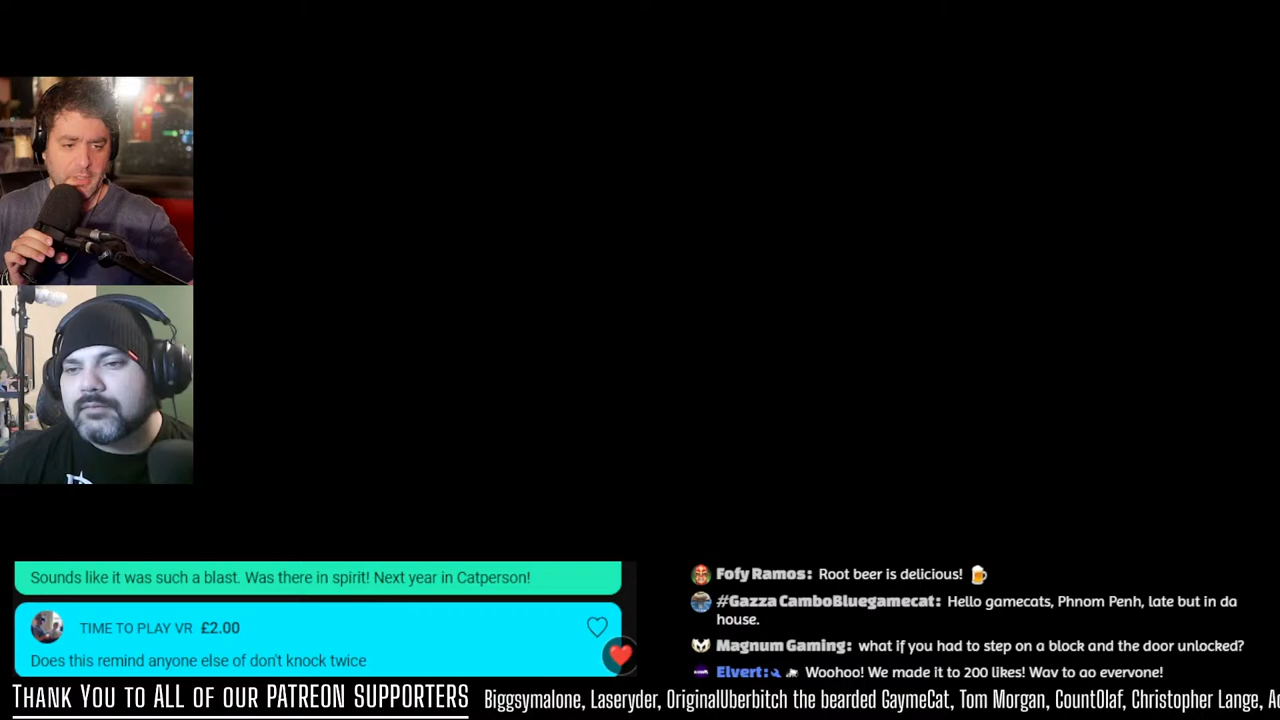 Sounds like it was such a blast. Was there in spirit! Next year in Catperson!
TIME TO PLAY VR £2.00
Does this remind anyone else of don't knock twice
Fofy Ramos: Root beer is delicious!
#Gazza CamboBluegamecat: Hello gamecats, Phnom Penh, late but in da
house.
Magnum Gaming: what if you had to step on a block and the door unlocked?
Elvert: Woohoo! We made it to 200 likes! Way to go everyone!
THANK YOU TO ALL OF OUR PATREON SUPPORTERS Biggsymalone, Laseryder, OriginalUberbitch the bearded GaymeCat, Tom Morgan, CountOlaf, Christopher Lange,